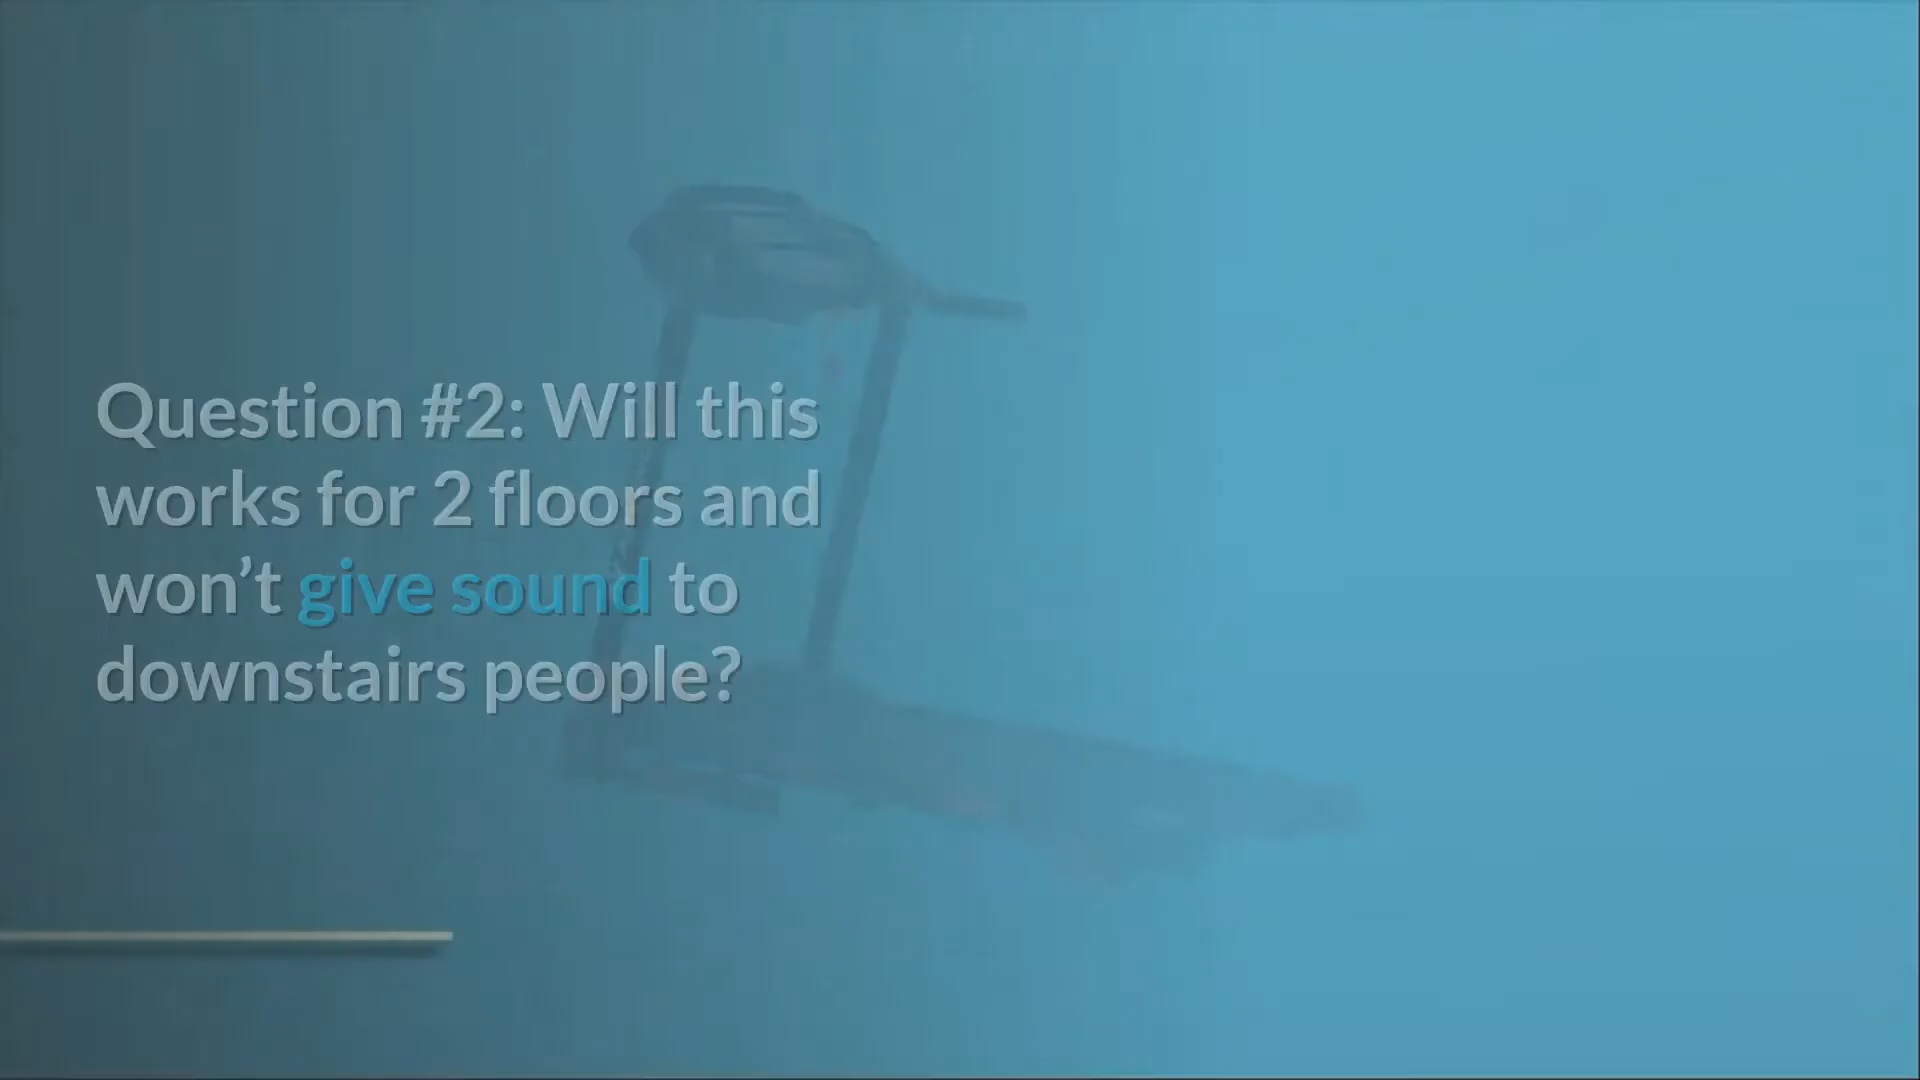 Question #2: Will this
works for 2 floors and
won’t give sound to
downstairs people?